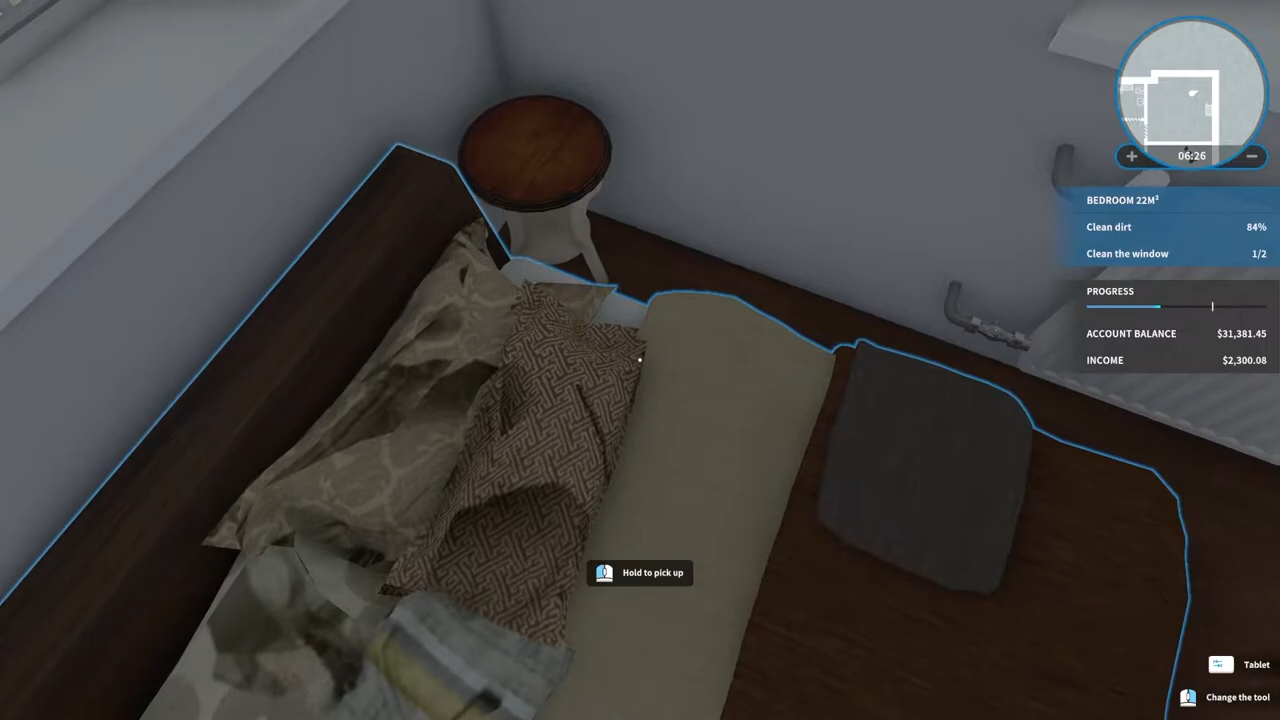 06:26
BEDROOM 22M²
Clean dirt 84%
Clean the window 1/2
PROGRESS
ACCOUNT BALANCE $31,381.45
INCOME $2,300.08
Hold to pick up
Tablet
Change the tool